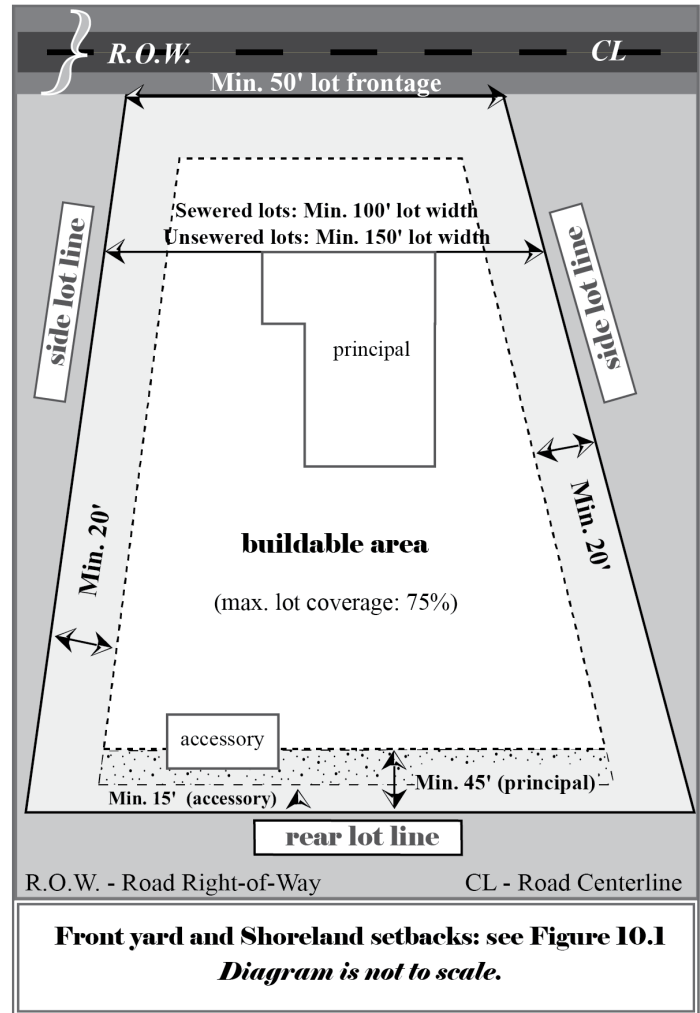 R.O.W.
CL
Min. 50' lot frontage
Sewered lots: Min. 100' lot width
Unsewered lots: Min. 150' lot width
side lot line
side lot line
principal
Min. 20'
Min. 20'
buildable area
(max. lot coverage: 75%)
accessory
Min. 45' (principal)
Min. 15' (accessory)
rear lot line
R.O.W. - Road Right-of-Way
CL - Road Centerline
Front yard and Shoreland setbacks: see Figure 10.1
Diagram is not to scale.